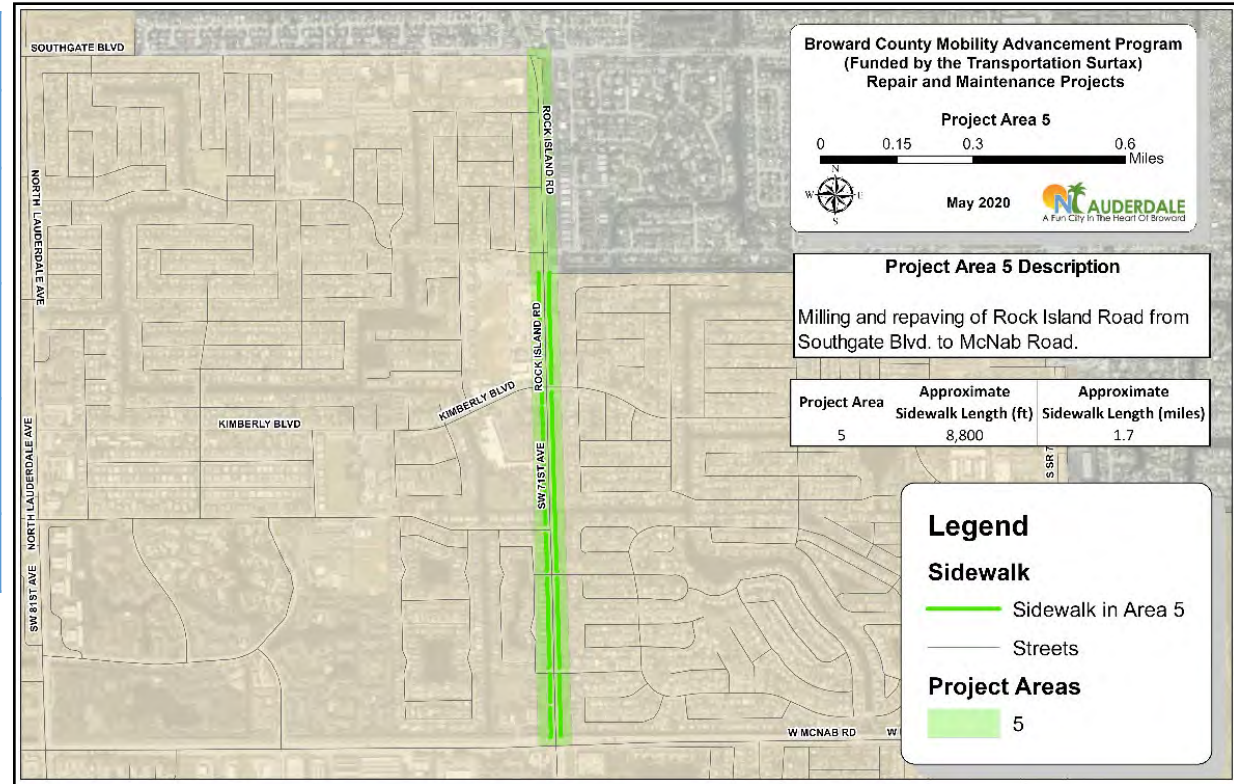 SOUTHGATE BLVD
Broward County Mobility Advancement Program
(Funded by the Transportation Surtax)
Repair and Maintenance Projects
Project Area 5
0 0.15 0.3 0.6
Miles
N
W E
S
May 2020
NLAUDERDALE
A Fun City In The Heart Of Broward
ROCK ISLAND RD
NORTH LAUDERDALE AVE
Project Area 5 Description
Milling and repaving of Rock Island Road from
Southgate Blvd. to McNab Road.
ROCK ISLAND RD
Project Area Approximate Sidewalk Length (ft) Approximate Sidewalk Length (miles)
5 8,800 1.7
KIMBERLY BLVD
KIMBERLY BLVD
NORTH LAUDERDALE AVE
SW 71ST AVE
S SR 7
Legend
Sidewalk
Sidewalk in Area 5
Streets
Project Areas
5
SW 81ST AVE
W MCNAB RD
W